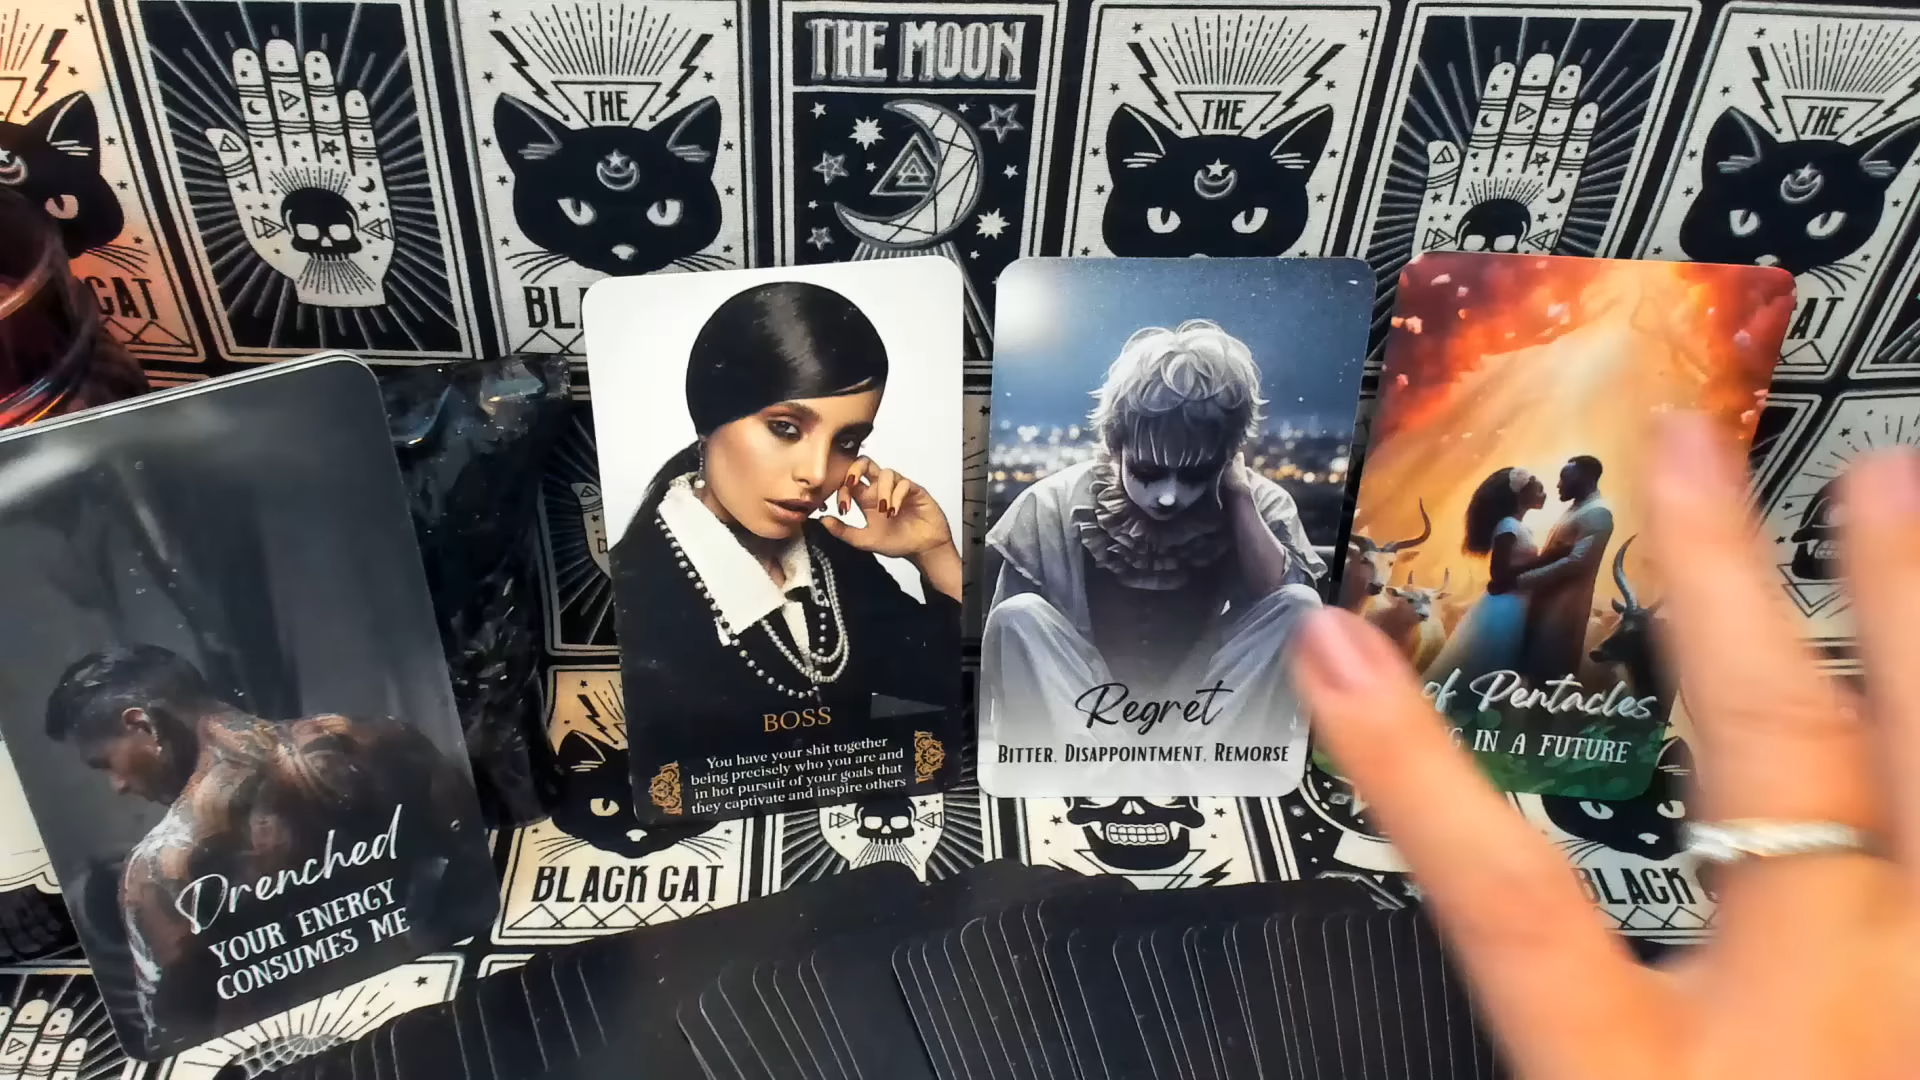 THE MOON
THE
THE
THE
CAT
BL
AT
BOSS
You have your shit together
being precisely who you are and
in hot pursuit of your goals that
they captivate and inspire others
Regret
BITTER, DISAPPOINTMENT, REMORSE
of Pentacles
IN A FUTURE
Drenched
YOUR ENERGY
CONSUMES ME
BLACK CAT
BLACK